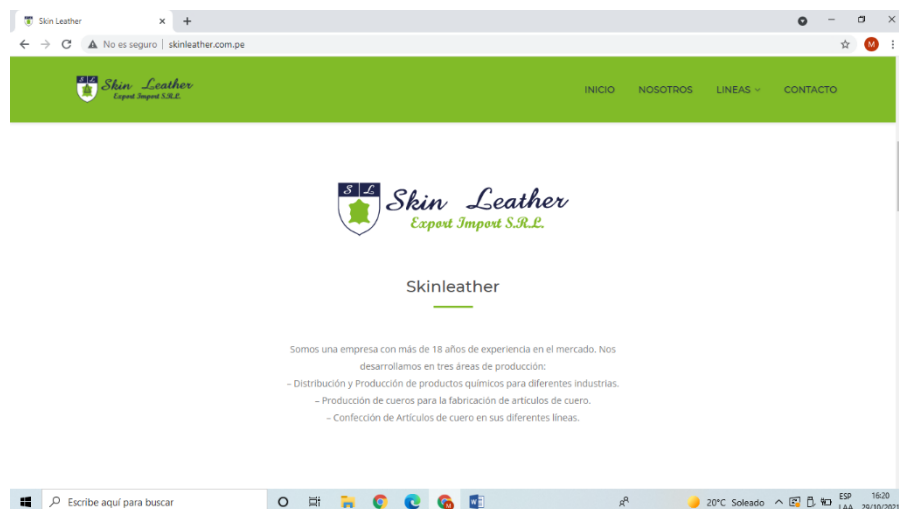 Skin Leather
No es seguro | skinleather.com.pe
M
S L
Skin Leather
Export Import S.R.L.
INICIO NOSOTROS LINEAS CONTACTO
S L
Skin Leather
Export Import S.R.L.
Skinleather
Somos una empresa con más de 18 años de experiencia en el mercado. Nos
desarrollamos en tres áreas de producción:
– Distribución y Producción de productos químicos para diferentes industrias.
– Producción de cueros para la fabricación de artículos de cuero.
– Confección de Artículos de cuero en sus diferentes líneas.
Escribe aquí para buscar
20°C Soleado
ESP
LAA
16:20
29/10/2021